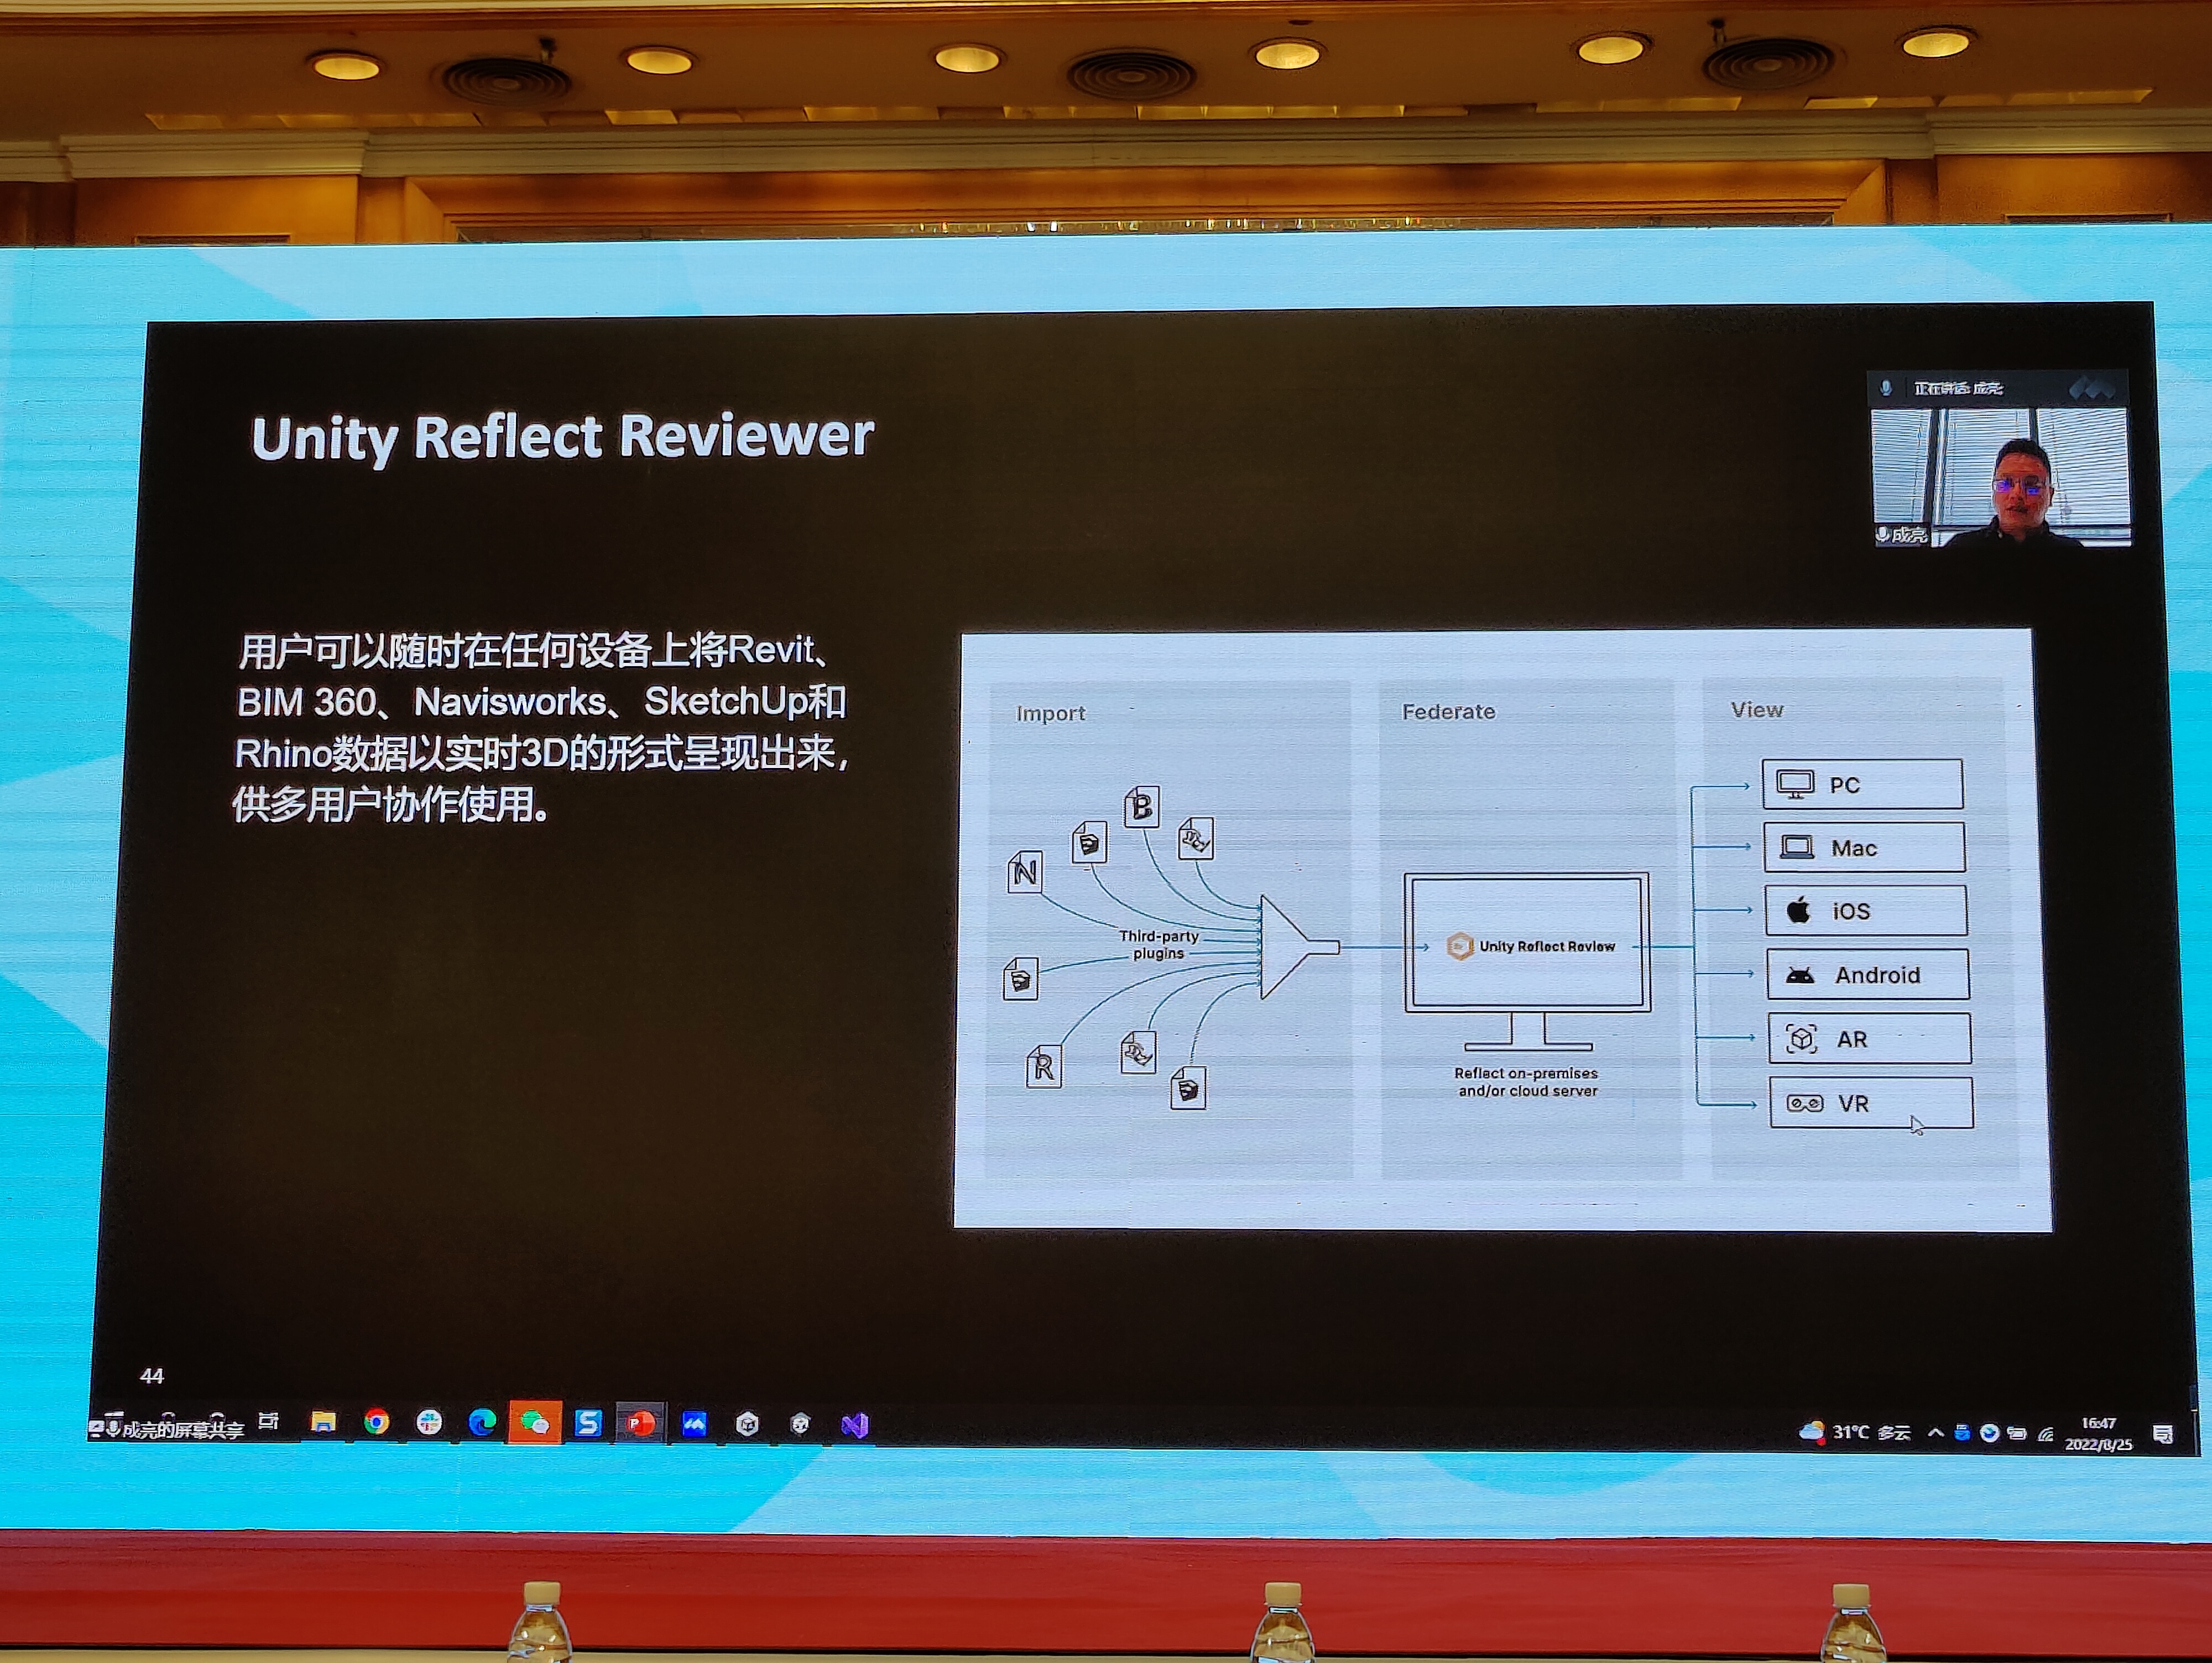 Unity Reflect Reviewer
正在讲话: 成亮;
成亮
用户可以随时在任何设备上将Revit、
BIM 360、Navisworks、SketchUp和
Rhino数据以实时3D的形式呈现出来，
供多用户协作使用。
Import
Federate
View
B
N
Third-party
plugins
R
Unity Reflect Review
Reflect on-premises
and/or cloud server
PC
Mac
iOS
Android
AR
VR
44
成亮的屏幕共享
31°C 多云
16:47
2022/8/25